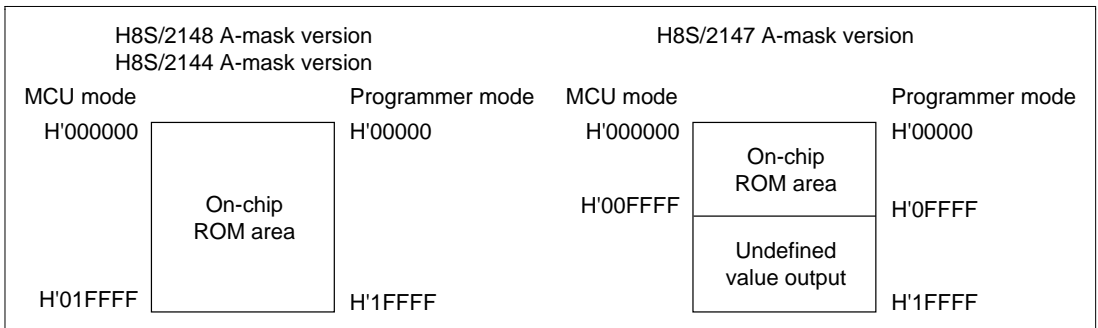 H8S/2148 A-mask version
H8S/2144 A-mask version
MCU mode
Programmer mode
H'000000
H'00000
On-chip
ROM area
H'01FFFF
H'1FFFF
H8S/2147 A-mask version
MCU mode
Programmer mode
H'000000
H'00000
On-chip
ROM area
H'00FFFF
H'0FFFF
Undefined
value output
H'1FFFF